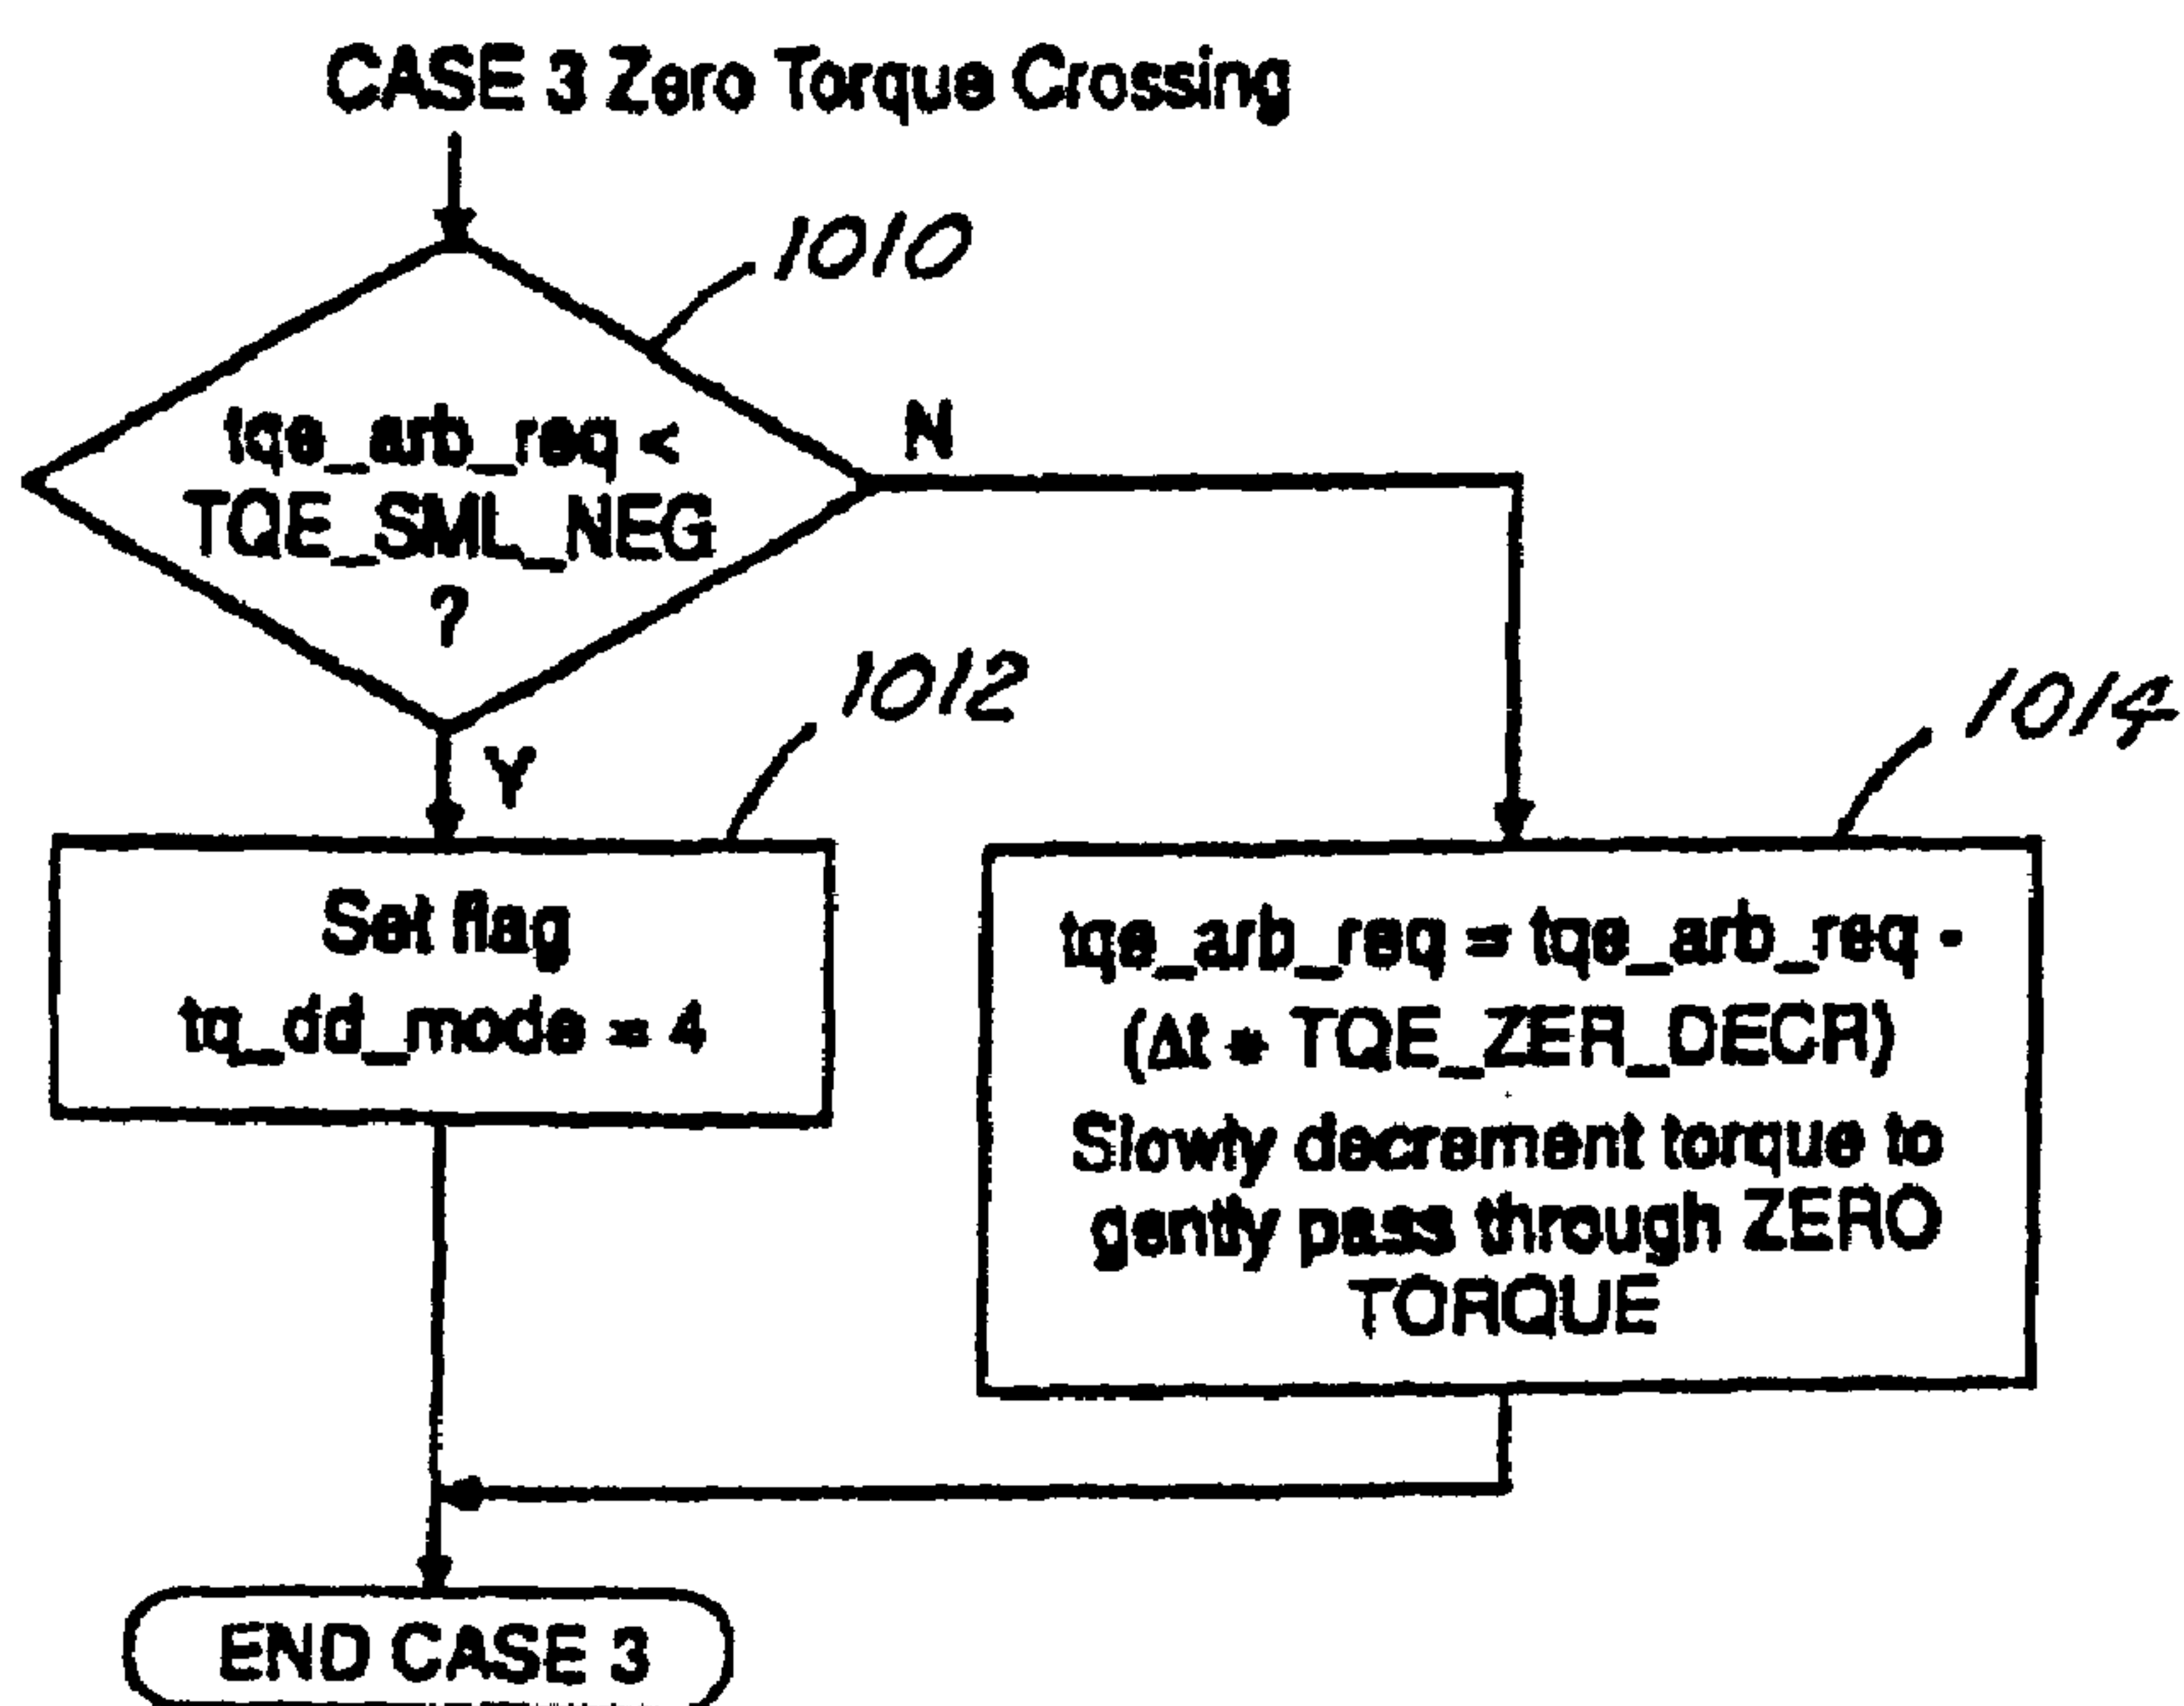 CASE 3 Zero Torque Crossing
1010
tqe_arb_req <
TQE_SML_NEG
?
N
Y
1012
1014
Set flag
tq_dd_mode = 4
tqe_arb_req = tqe_arb_req -
(Δt * TQE_ZER_DECR)
Slowly decrement torque to
gently pass through ZERO
TORQUE
END CASE 3